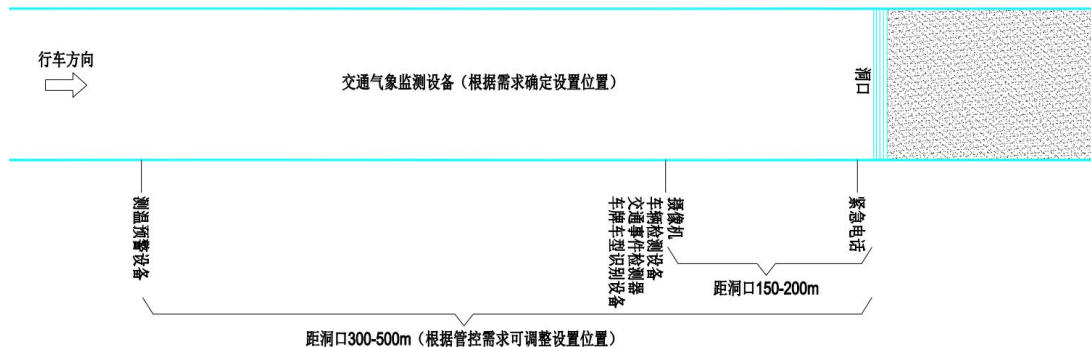 行车方向
交通气象监测设备（根据需求确定设置位置）
洞口
测温预警设备
摄像机
车辆检测设备
交通事件检测器
车牌车型识别设备
紧急电话
距洞口150-200m
距洞口300-500m（根据管控需求可调整设置位置）